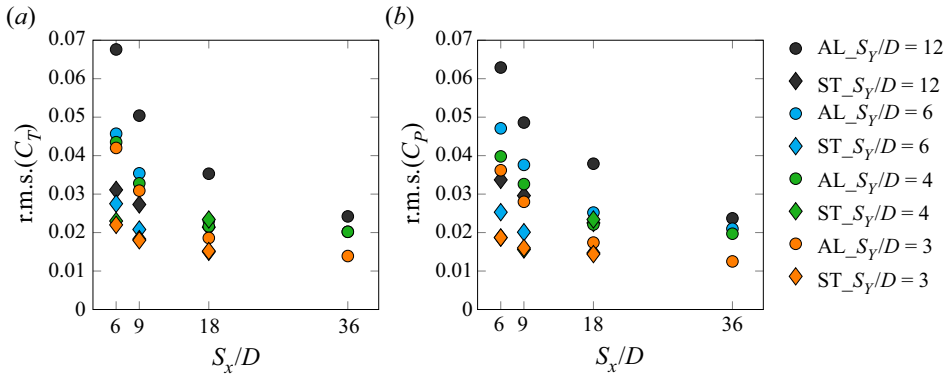 (a)
0.07
0.06
0.05
0.04
0.03
0.02
0.01
0
r.m.s.(C_T)
6 9 18 36
S_x/D
(b)
0.07
0.06
0.05
0.04
0.03
0.02
0.01
0
r.m.s.(C_P)
6 9 18 36
S_x/D
AL_S_Y/D = 12
ST_S_Y/D = 12
AL_S_Y/D = 6
ST_S_Y/D = 6
AL_S_Y/D = 4
ST_S_Y/D = 4
AL_S_Y/D = 3
ST_S_Y/D = 3